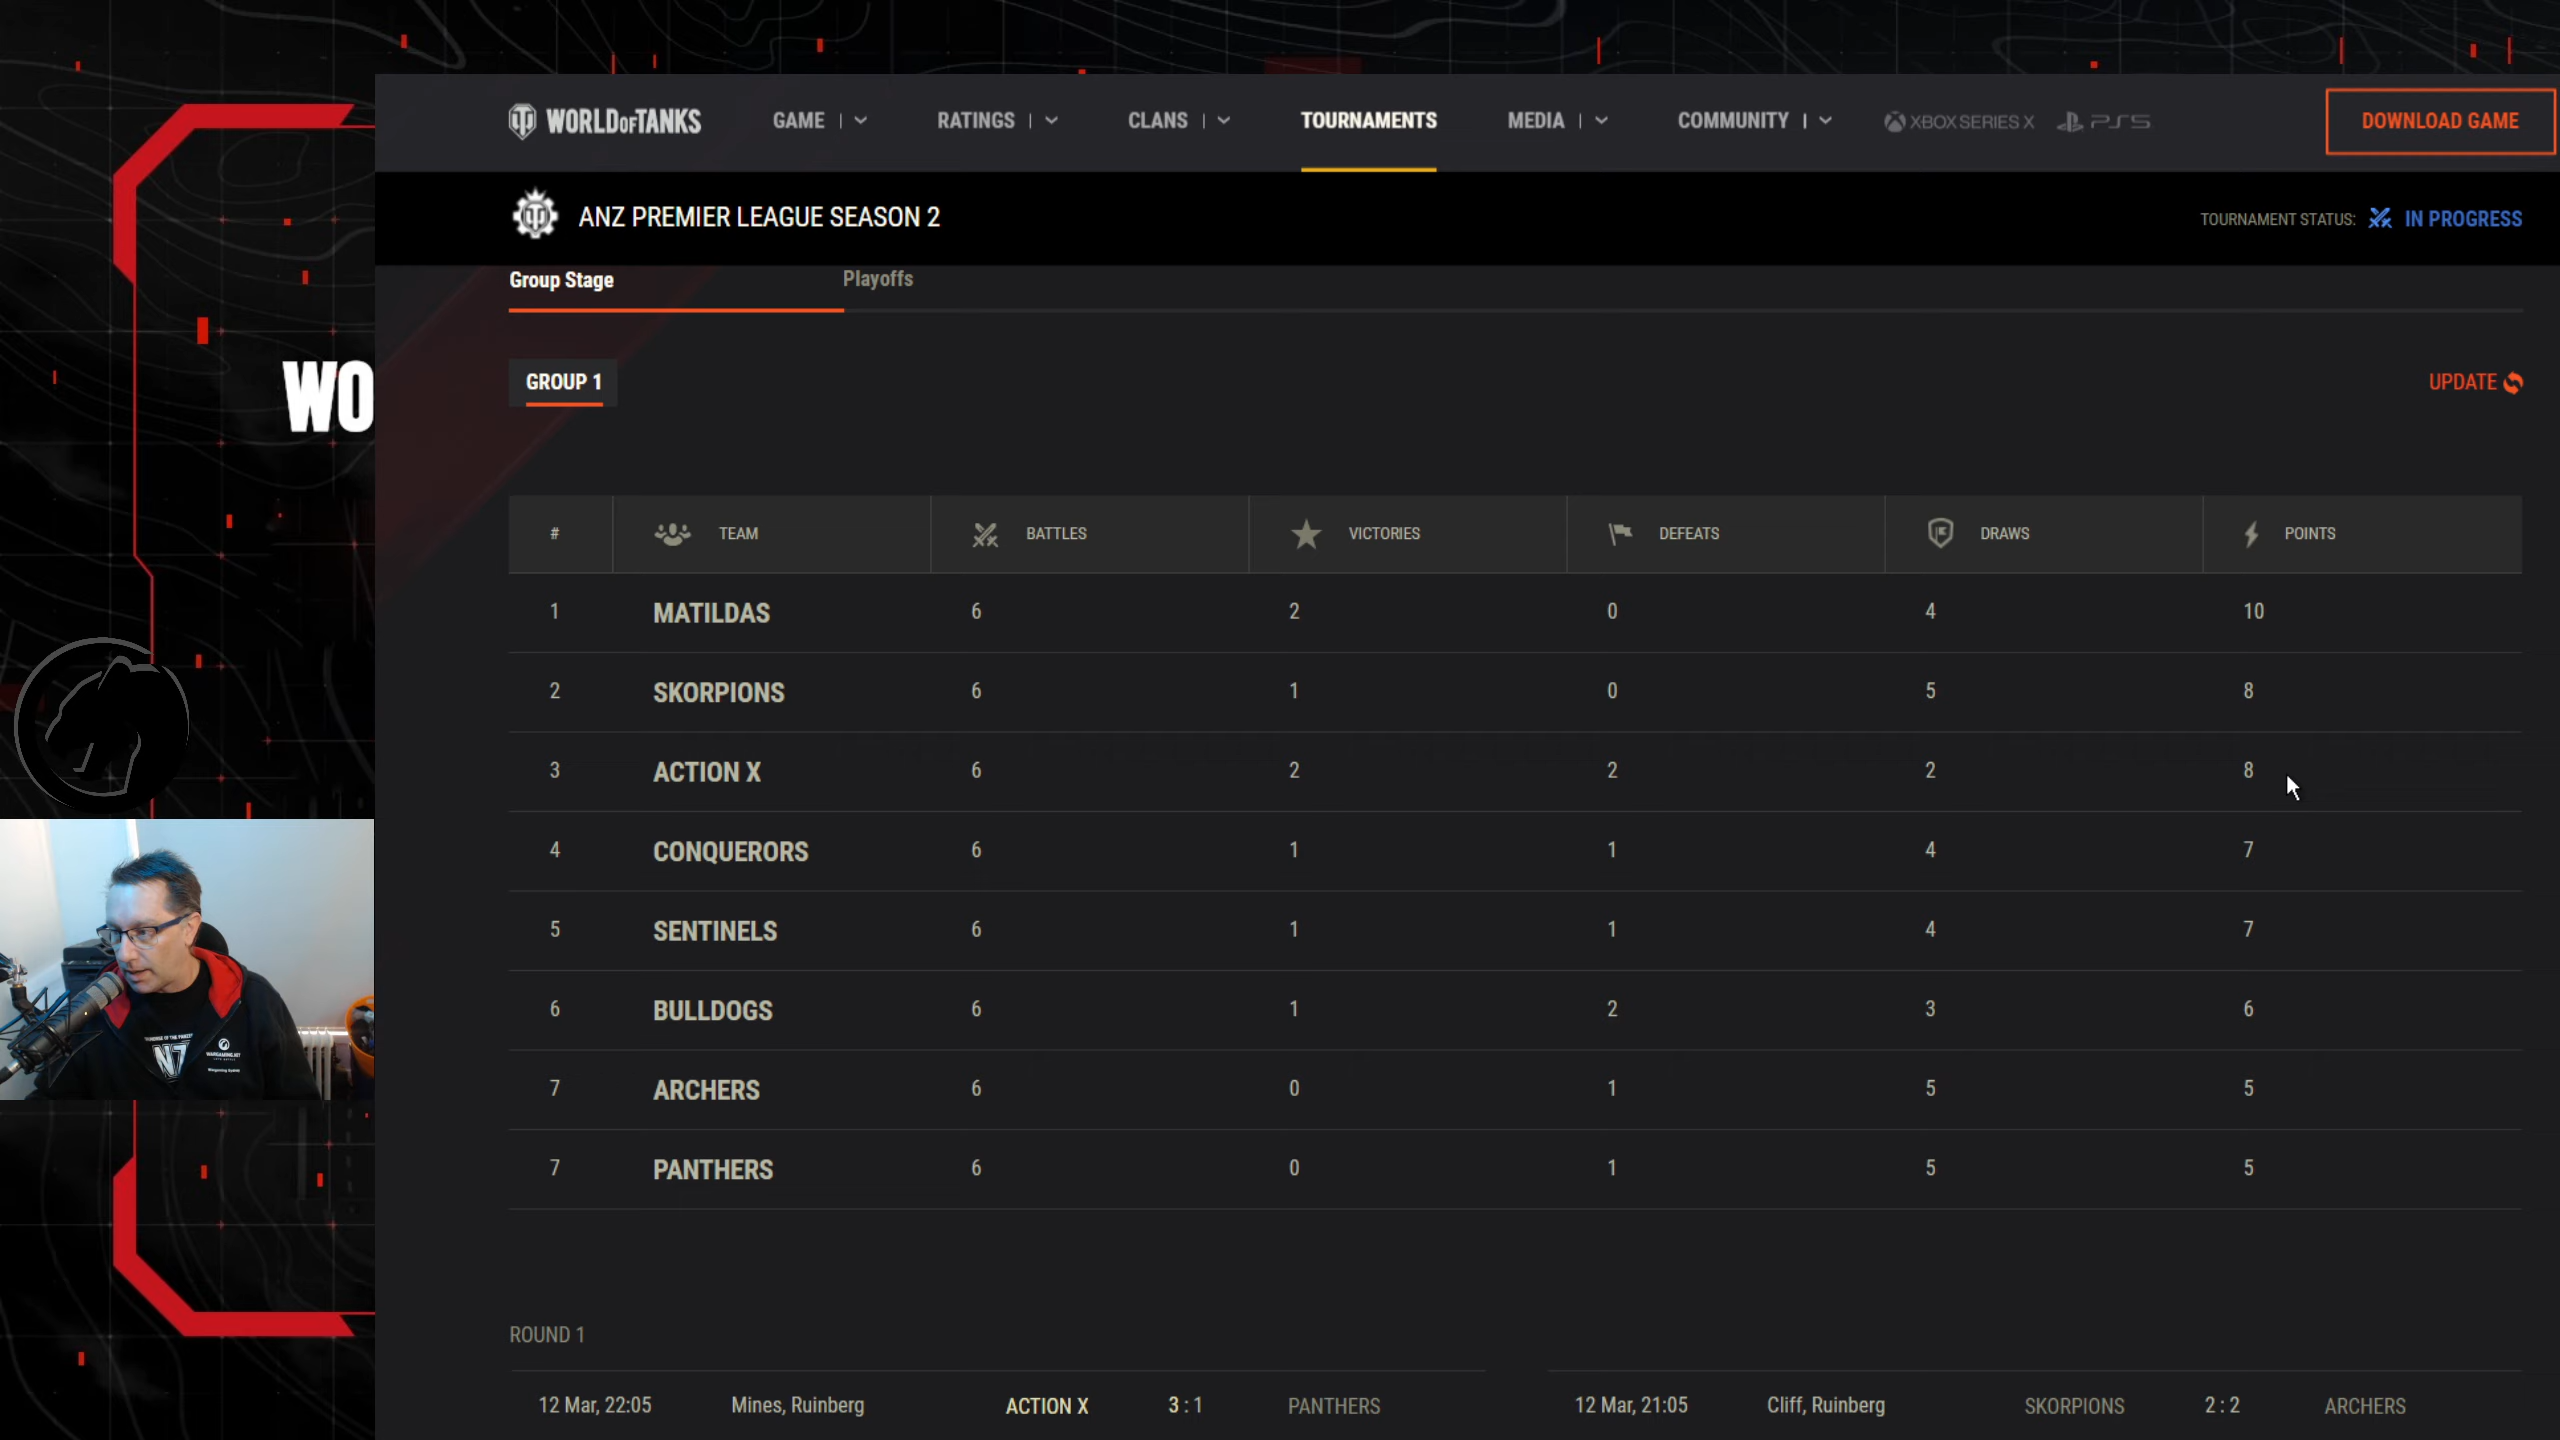 WORLD OF TANKS
GAME
RATINGS
CLANS
TOURNAMENTS
MEDIA
COMMUNITY
XBOX SERIES X
PS5
DOWNLOAD GAME
ANZ PREMIER LEAGUE SEASON 2
TOURNAMENT STATUS: IN PROGRESS
Group Stage
Playoffs
WO
GROUP 1
UPDATE
# TEAM BATTLES VICTORIES DEFEATS DRAWS POINTS
1 MATILDAS 6 2 0 4 10
2 SKORPIONS 6 1 0 5 8
3 ACTION X 6 2 2 2 8
4 CONQUERORS 6 1 1 4 7
5 SENTINELS 6 1 1 4 7
6 BULLDOGS 6 1 2 3 6
7 ARCHERS 6 0 1 5 5
7 PANTHERS 6 0 1 5 5
ROUND 1
12 Mar, 22:05 Mines, Ruinberg ACTION X 3 : 1 PANTHERS
12 Mar, 21:05 Cliff, Ruinberg SKORPIONS 2 : 2 ARCHERS